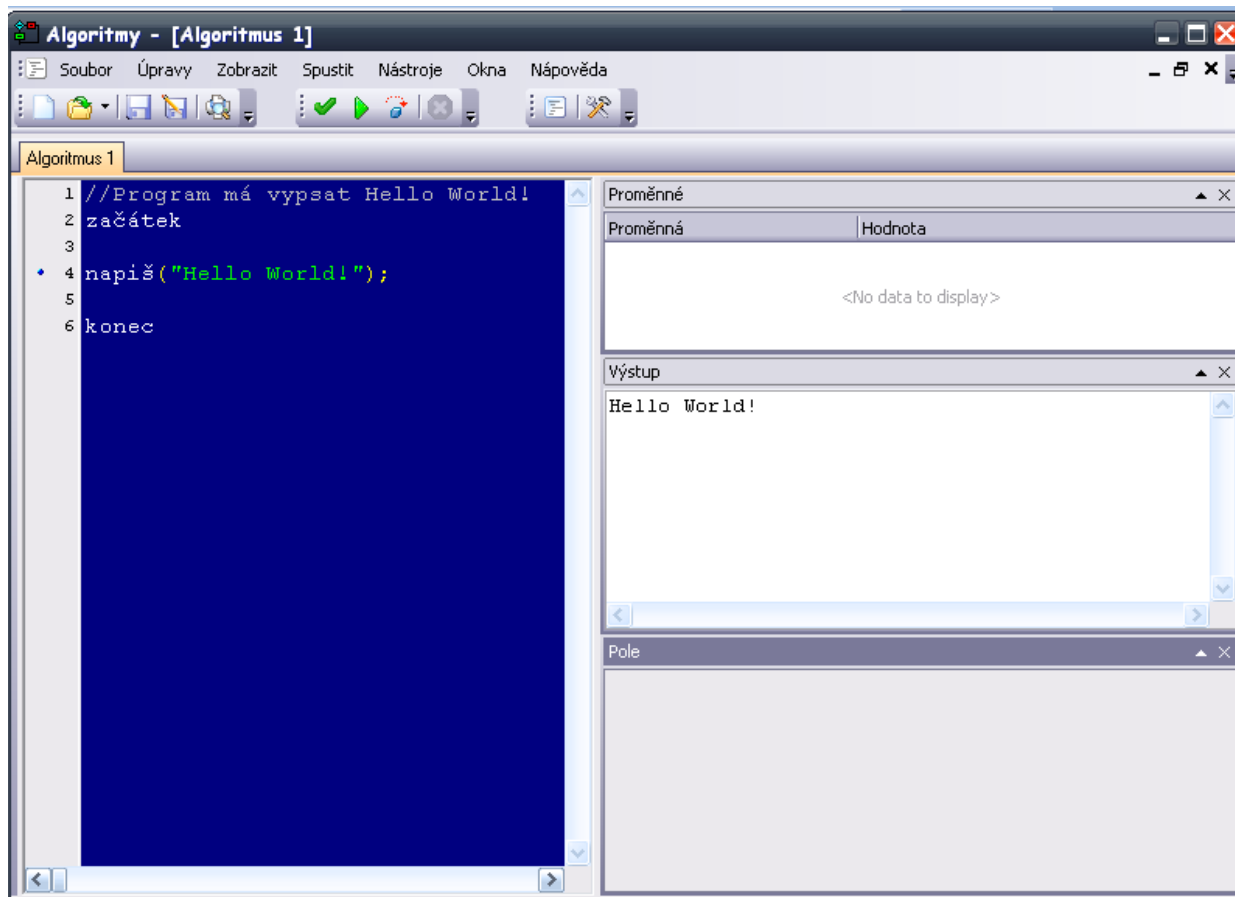 Algoritmy - [Algoritmus 1]
Soubor Úpravy Zobrazit Spustit Nástroje Okna Nápověda
Algoritmus 1
1 //Program má vypsat Hello World!
2 začátek
3
4 napiš("Hello World!");
5
6 konec
Proměnné
Proměnná Hodnota
<No data to display>
Výstup
Hello World!
Pole